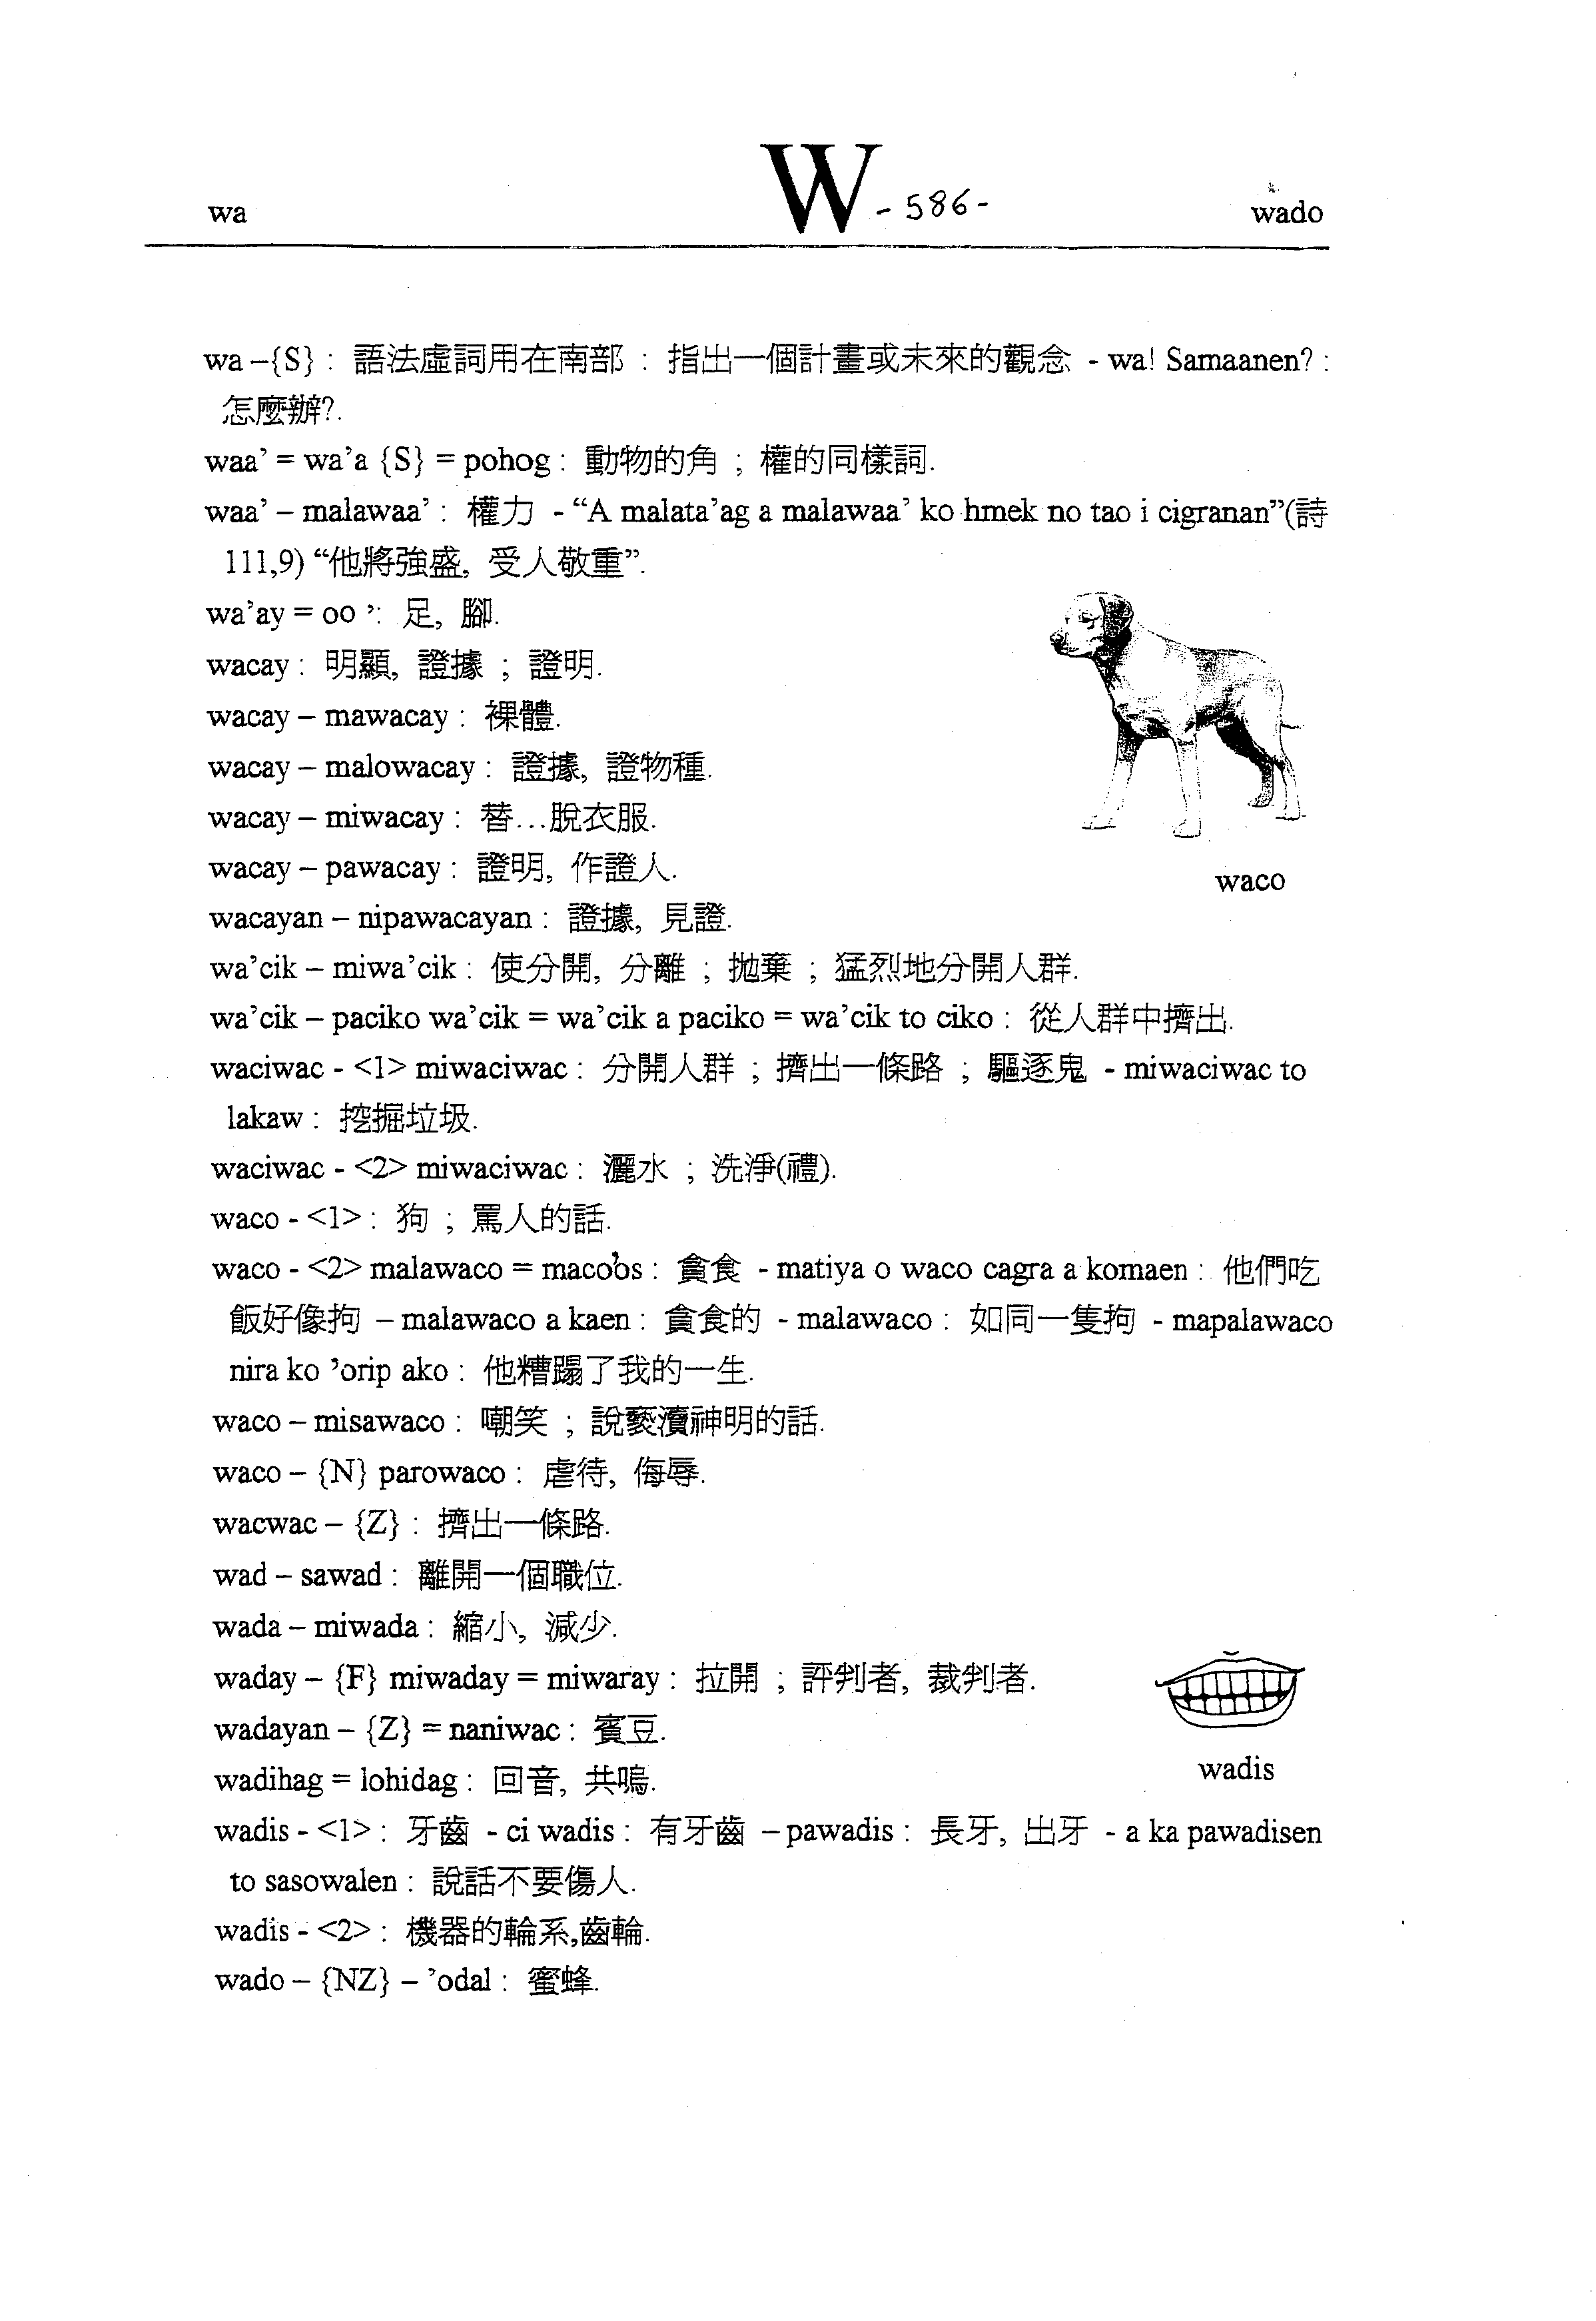 wa W - 586 - wado
wa –{S} : 語法虛詞用在南部 : 指出一個計畫或未來的觀念 - wa! Samaanen? :
怎麼辦?.
waa’ = wa’a {S} = pohog : 動物的角 ; 權的同樣詞.
waa’ – malawaa’ : 權力 - “A malata’ag a malawaa’ ko hmek no tao i cigranan”(詩
111,9) “他將強盛, 受人敬重”.
wa’ay = oo ’: 足, 腳.
wacay : 明顯, 證據 ; 證明.
wacay – mawacay : 裸體.
wacay – malowacay : 證據, 證物種.
wacay – miwacay : 替…脫衣服.
wacay – pawacay : 證明, 作證人.
waco
wacayan – nipawacayan : 證據, 見證.
wa’cik – miwa’cik : 使分開, 分離 ; 拋棄 ; 猛烈地分開人群.
wa’cik – paciko wa’cik = wa’cik a paciko = wa’cik to ciko : 從人群中擠出.
waciwac - <1> miwaciwac : 分開人群 ; 擠出一條路 ; 驅逐鬼 - miwaciwac to
lakaw : 挖掘垃圾.
waciwac - <2> miwaciwac : 灑水 ; 洗淨(禮).
waco - <1> : 狗 ; 罵人的話.
waco - <2> malawaco = maco’os : 貪食 - matiya o waco cagra a komaen : 他們吃
飯好像拘 – malawaco a kaen : 貪食的 - malawaco : 如同一隻拘 - mapalawaco
nira ko ’orip ako : 他糟蹋了我的一生.
waco – misawaco : 嘲笑 ; 說褻瀆神明的話.
waco – {N} parowaco : 虐待, 侮辱.
wacwac – {Z} : 擠出一條路.
wad – sawad : 離開一個職位.
wada – miwada : 縮小, 減少.
waday – {F} miwaday = miwaray : 拉開 ; 評判者, 裁判者.
wadayan – {Z} = naniwac : 賓豆.
wadis
wadihag = lohidag : 回音, 共鳴.
wadis - <1> : 牙齒 - ci wadis : 有牙齒 – pawadis : 長牙, 出牙 - a ka pawadisen
to sasowalen : 說話不要傷人.
wadis - <2> : 機器的輪系,齒輪.
wado – {NZ} – ’odal : 蜜蜂.